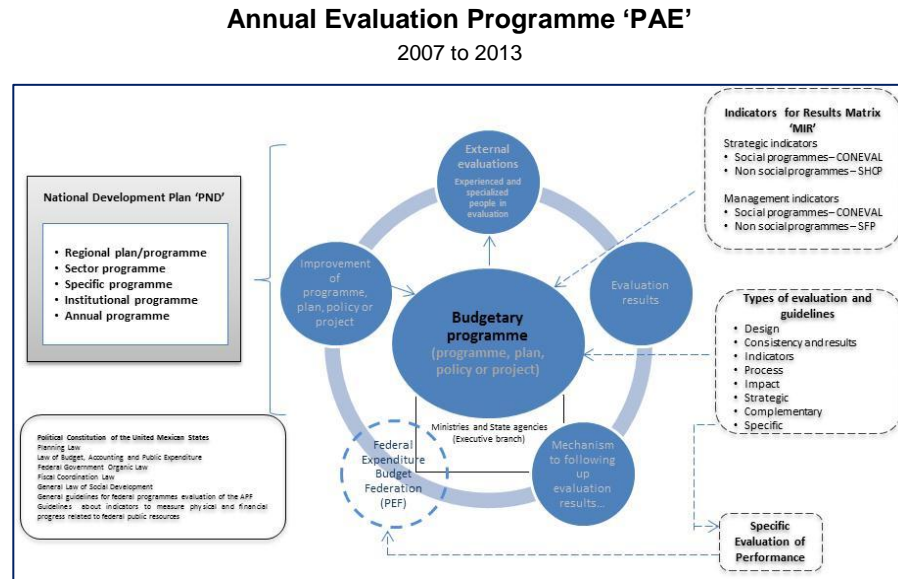 Annual Evaluation Programme ‘PAE’
2007 to 2013
National Development Plan ‘PND’
• Regional plan/programme
• Sector programme
• Specific programme
• Institutional programme
• Annual programme
Political Constitution of the United Mexican States
Planning Law
Law of Budget, Accounting and Public Expenditure
Federal Government Organic Law
Fiscal Coordination Law
General Law of Social Development
General guidelines for federal programmes evaluation of the APF
Guidelines about indicators to measure physical and financial
progress related to federal public resources
External
evaluations
Experienced and
specialized
people in
evaluation
Improvement
of
programme,
plan, policy or
project
Evaluation
results
Budgetary
programme
(programme, plan,
policy or project)
Ministries and State agencies
(Executive branch)
Federal
Expenditure
Budget
Federation
(PEF)
Mechanism
to following
up
evaluation
results...
Indicators for Results Matrix
‘MIR’
Strategic indicators
• Social programmes– CONEVAL
• Non social programmes– SHCP
Management indicators
• Social programmes– CONEVAL
• Non social programmes– SFP
Types of evaluation and
guidelines
• Design
• Consistency and results
• Indicators
• Process
• Impact
• Strategic
• Complementary
• Specific
Specific
Evaluation of
Performance